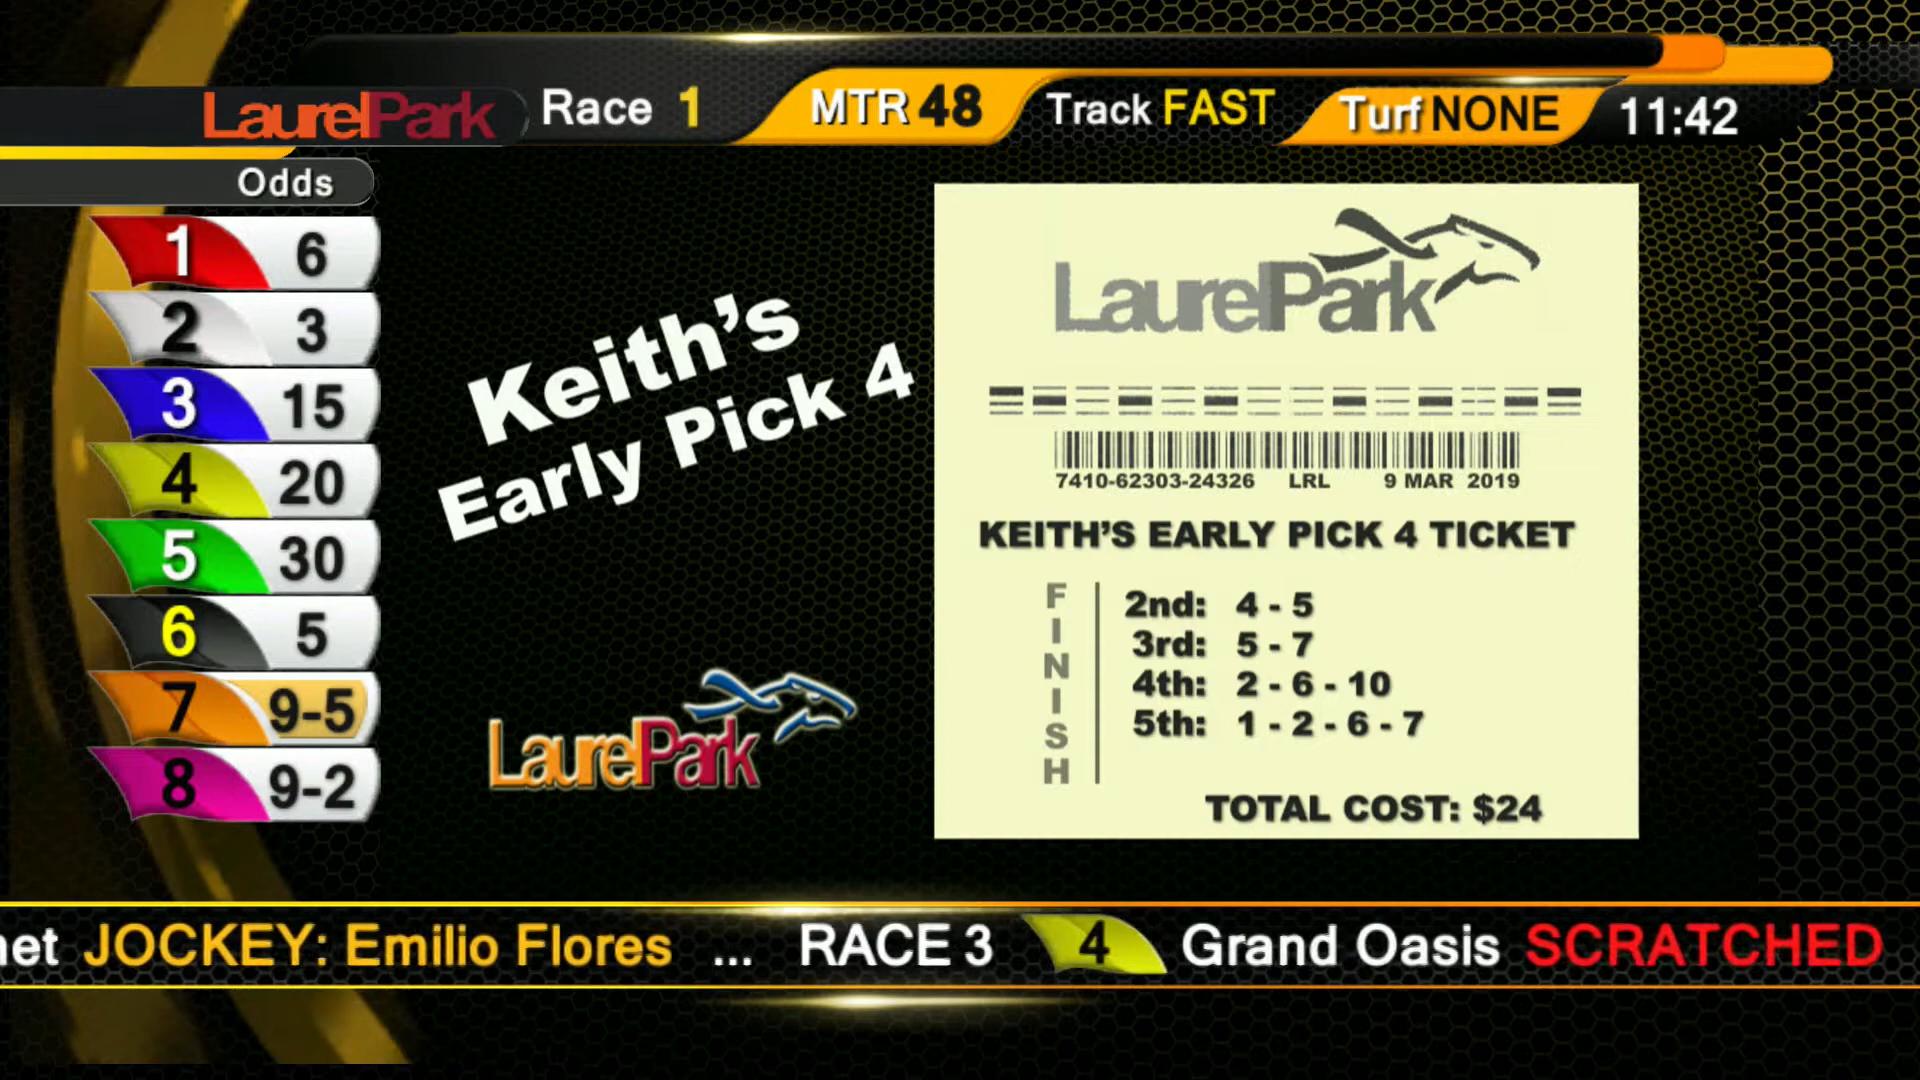 LaurelPark Race 1 MTR 48 Track FAST Turf NONE 11:42
Odds
1 6
2 3
3 15
4 20
5 30
6 5
7 9-5
8 9-2
Keith's
Early Pick 4
LaurelPark
LaurelPark
7410-62303-24326 LRL 9 MAR 2019
KEITH'S EARLY PICK 4 TICKET
FINISH
2nd: 4 - 5
3rd: 5 - 7
4th: 2 - 6 - 10
5th: 1 - 2 - 6 - 7
TOTAL COST: $24
JOCKEY: Emilio Flores ... RACE 3 4 Grand Oasis SCRATCHED